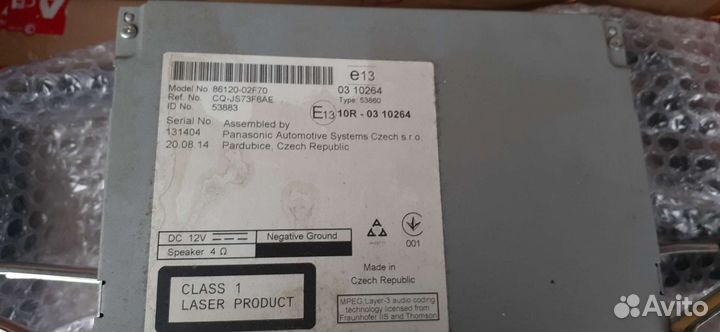 Model No. 86120-02F70
Ref. No. CQ-JS73F6AE
ID No. 53883
Serial No.
131404
20.08.14
Assembled by
Panasonic Automotive Systems Czech s.r.o.
Pardubice, Czech Republic
e13
03 10264
Type: 53860
E13 10R - 03 10264
DC 12V
Negative Ground
Speaker 4 Ω
001
Made in
Czech Republic
CLASS 1
LASER PRODUCT
MPEG Layer-3 audio coding
technology licensed from
Fraunhofer IIS and Thomson
Avito